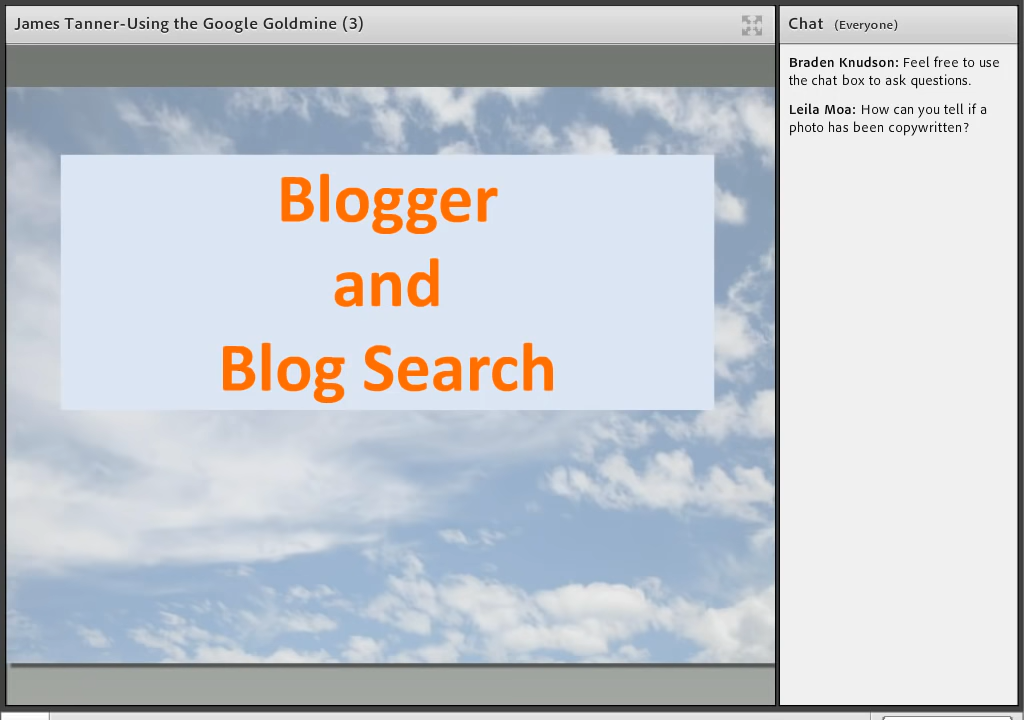 James Tanner-Using the Google Goldmine (3)
Blogger
and
Blog Search
Chat (Everyone)
Braden Knudson: Feel free to use
the chat box to ask questions.
Leila Moa: How can you tell if a
photo has been copywritten?